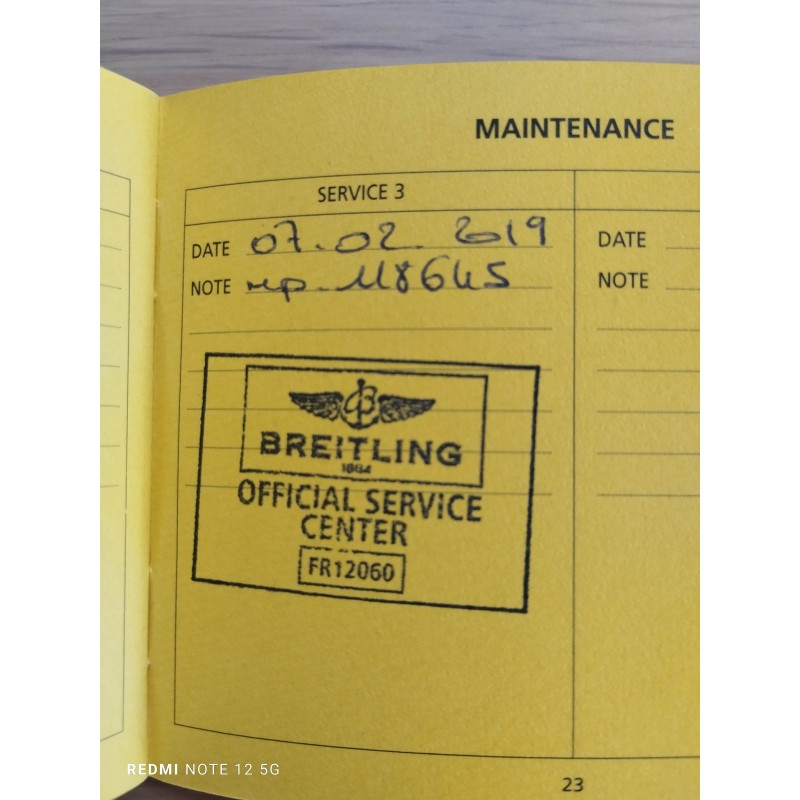 MAINTENANCE
SERVICE 3
DATE 07.02.2019
NOTE
BREITLING
1884
OFFICIAL SERVICE
CENTER
FR12060
DATE
NOTE
23
REDMI NOTE 12 5G